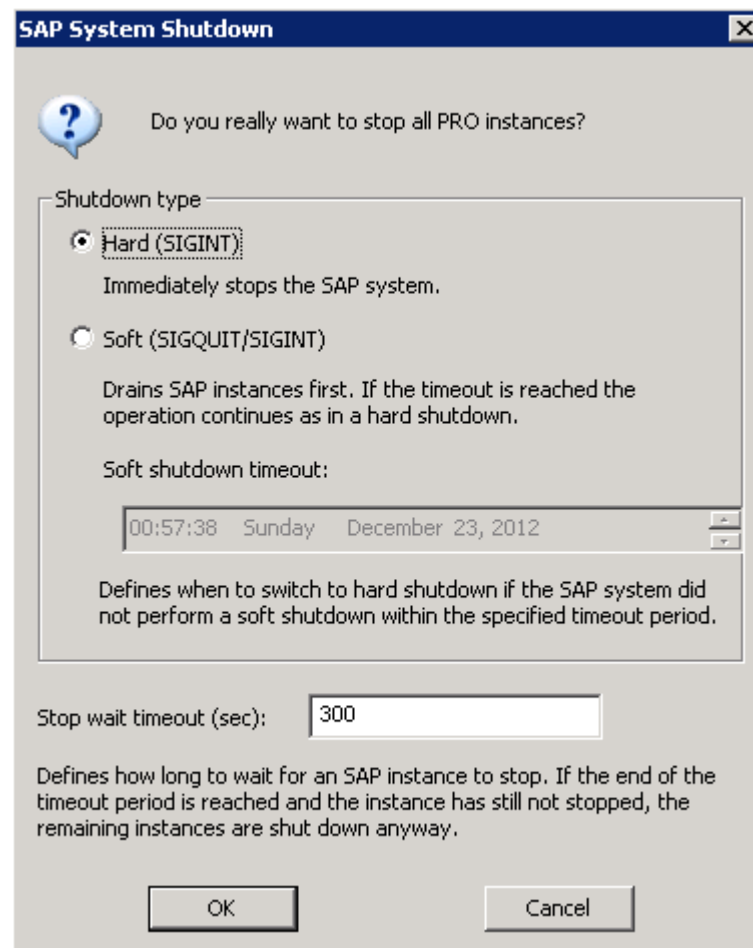 SAP System Shutdown
Do you really want to stop all PRO instances?
Shutdown type
Hard (SIGINT)
Immediately stops the SAP system.
Soft (SIGQUIT/SIGINT)
Drains SAP instances first. If the timeout is reached the
operation continues as in a hard shutdown.
Soft shutdown timeout:
00:57:38 Sunday December 23, 2012
Defines when to switch to hard shutdown if the SAP system did
not perform a soft shutdown within the specified timeout period.
Stop wait timeout (sec): 300
Defines how long to wait for an SAP instance to stop. If the end of the
timeout period is reached and the instance has still not stopped, the
remaining instances are shut down anyway.
OK Cancel